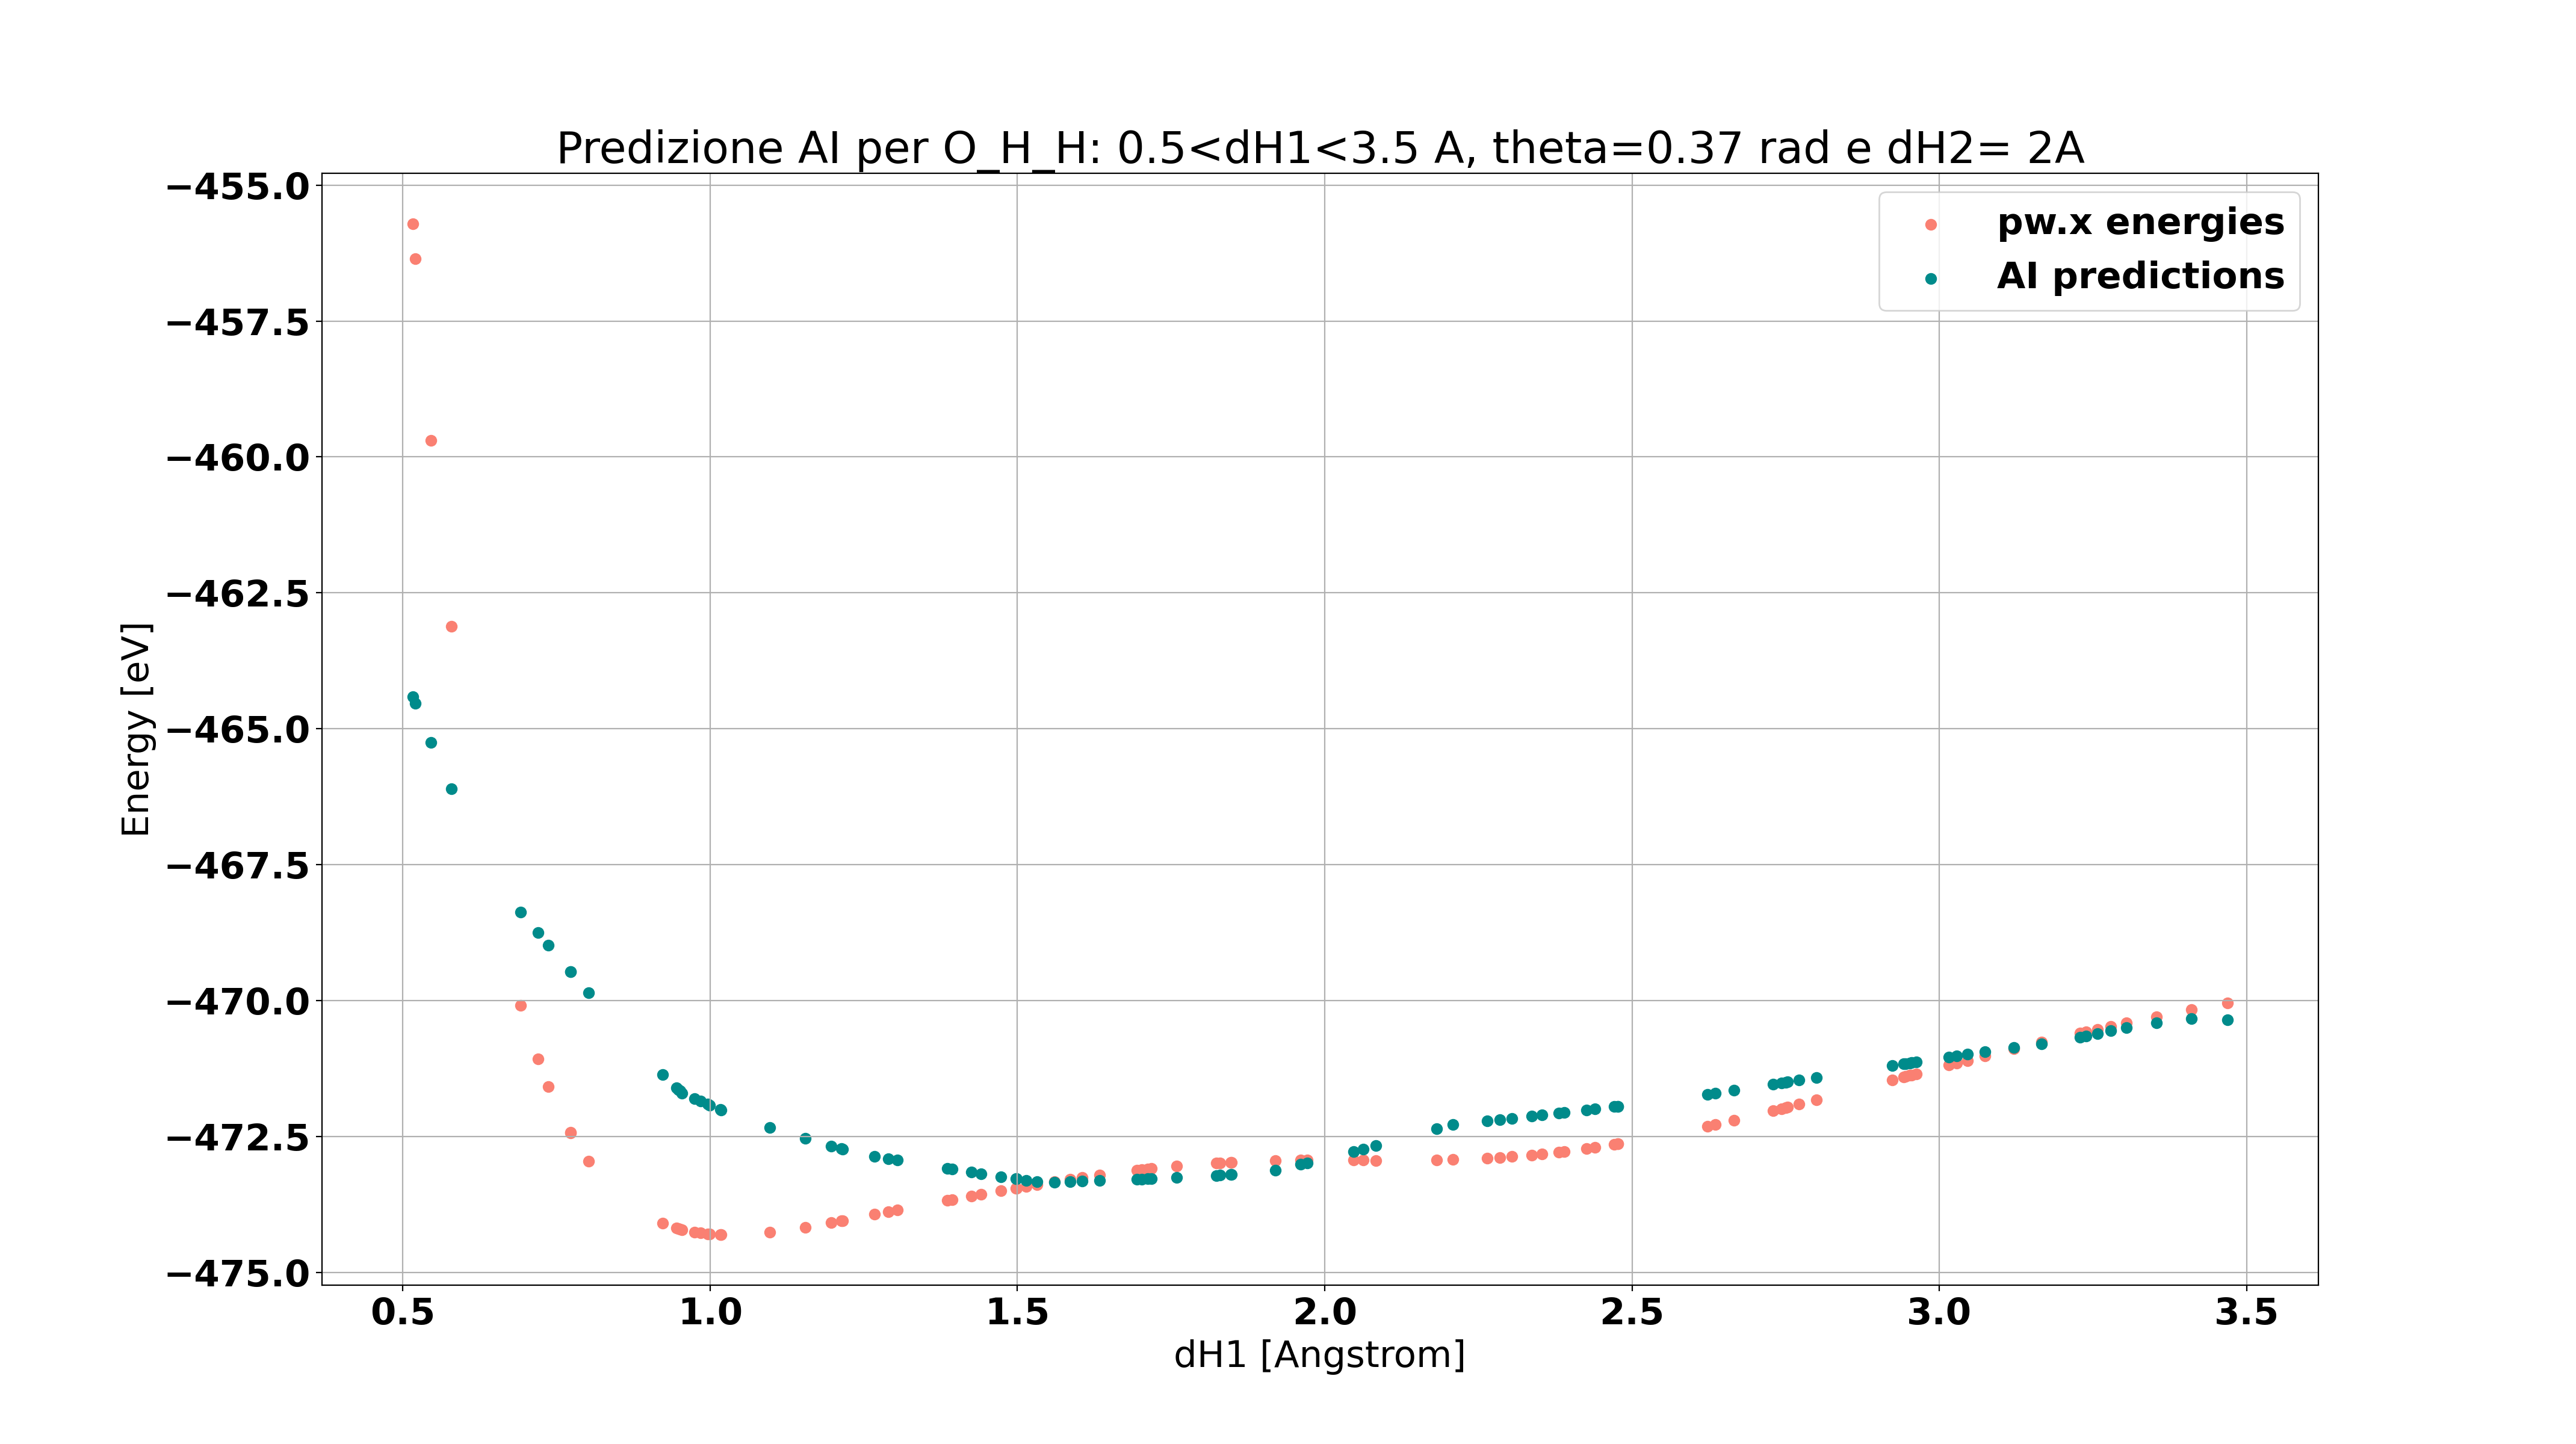 Predizione AI per O_H_H: 0.5<dH1<3.5 A, theta=0.37 rad e dH2= 2A
pw.x energies
AI predictions
Energy [eV]
−455.0
−457.5
−460.0
−462.5
−465.0
−467.5
−470.0
−472.5
−475.0
0.5 1.0 1.5 2.0 2.5 3.0 3.5
dH1 [Angstrom]